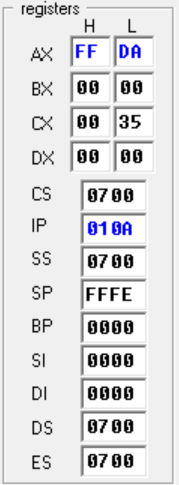 registers
H L
AX FF DA
BX 00 00
CX 00 35
DX 00 00
CS 0700
IP 010A
SS 0700
SP FFFE
BP 0000
SI 0000
DI 0000
DS 0700
ES 0700